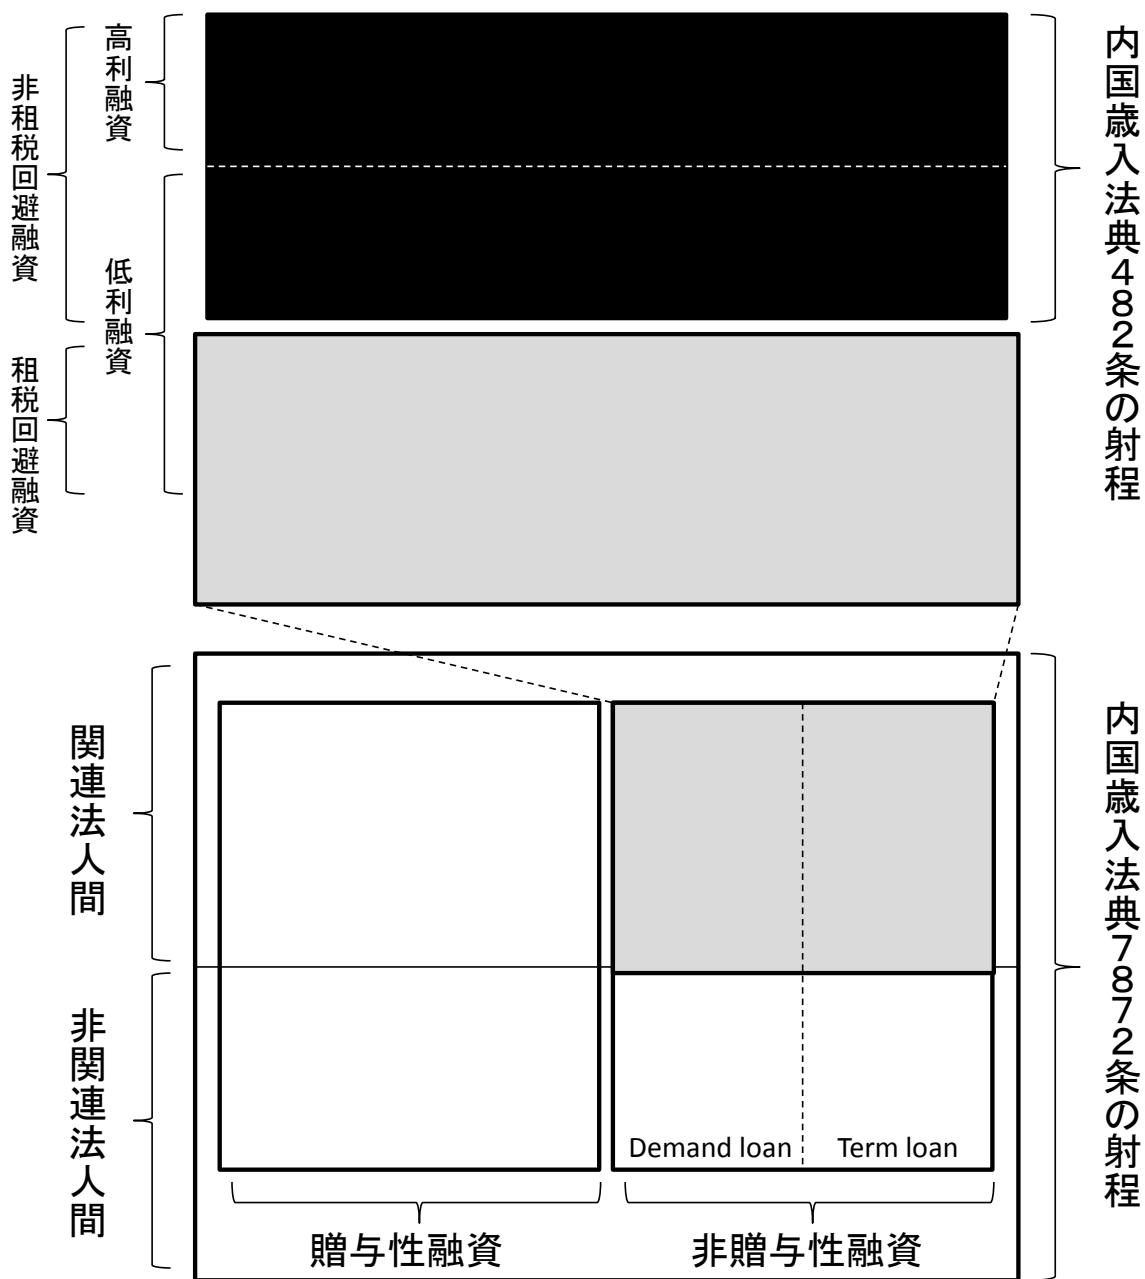 高利融資
非租税回避融資
低利融資
租税回避融資
内国歳入法典４８２条の射程
関連法人間
非関連法人間
内国歳入法典７８７２条の射程
Demand loan
Term loan
贈与性融資
非贈与性融資